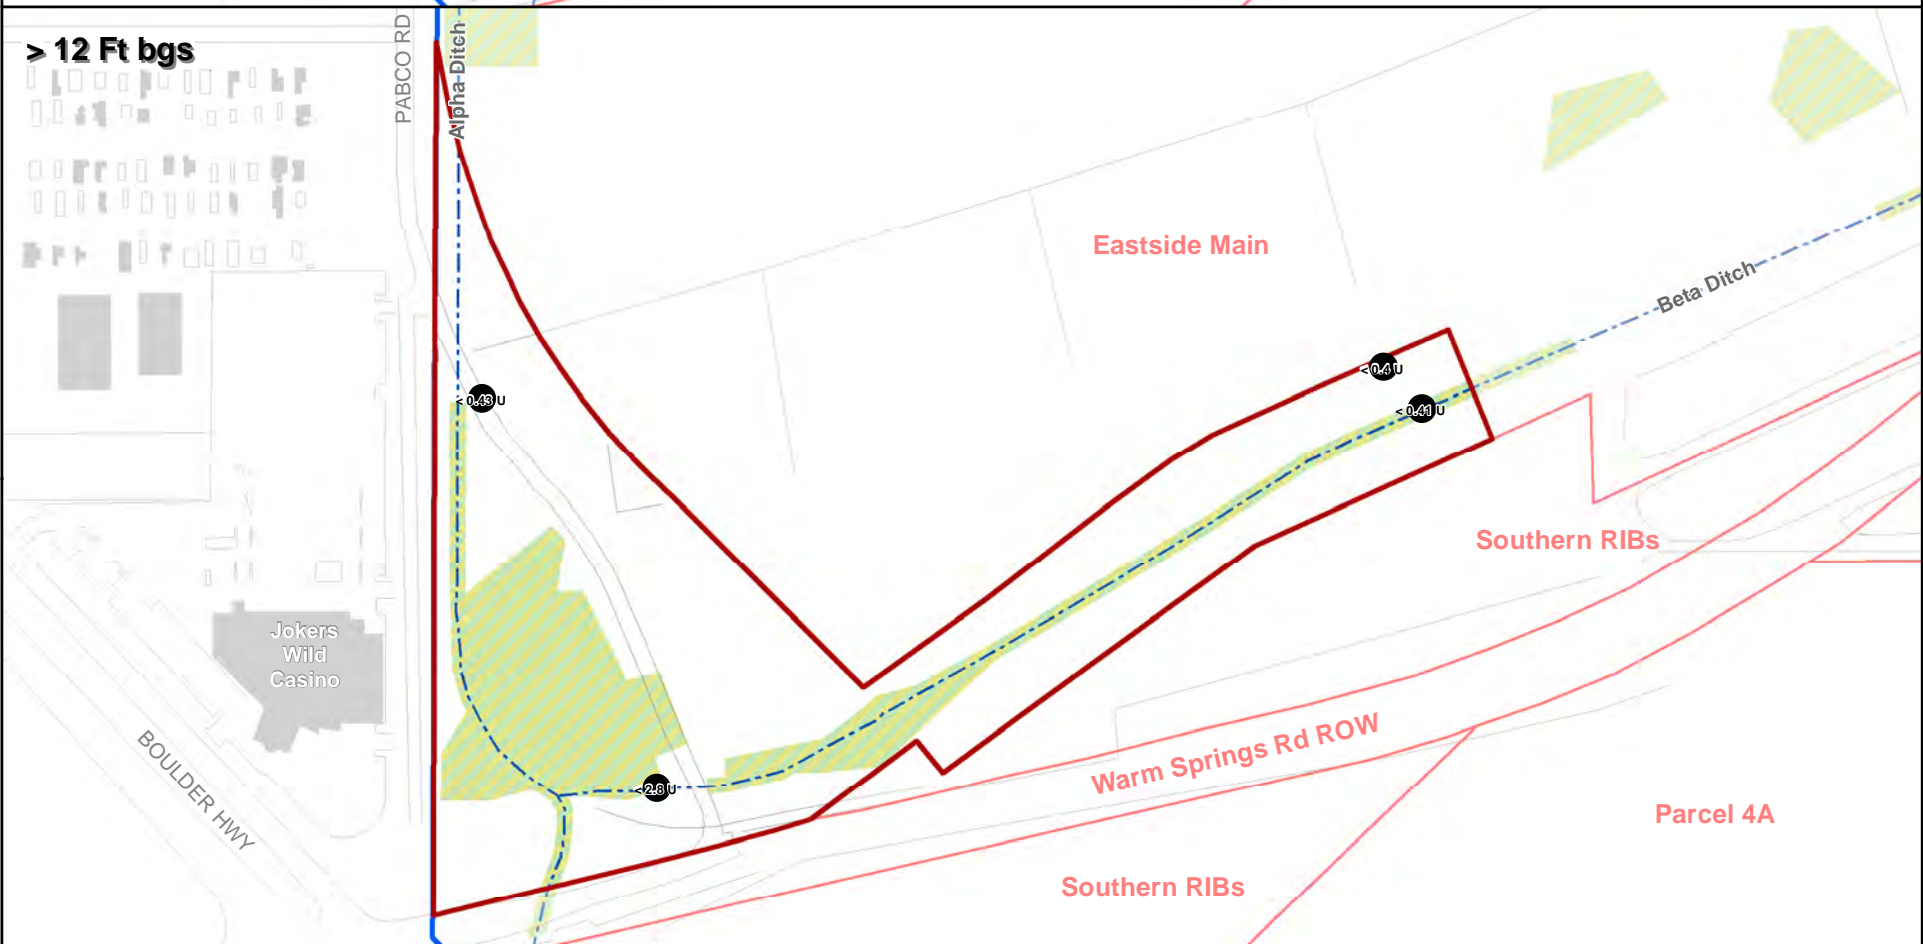 > 12 Ft bgs
PABCO RD
Alpha Ditch
Eastside Main
Beta Ditch
< 0.4 U
< 0.43 U
< 0.41 U
Southern RIBs
Jokers
Wild
Casino
BOULDER HWY
< 2.8 U
Warm Springs Rd ROW
Parcel 4A
Southern RIBs